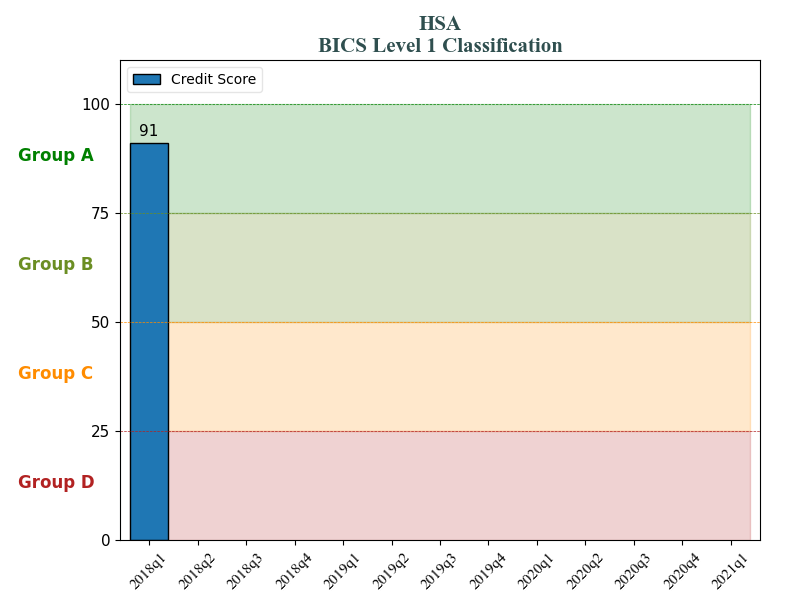 HSA
BICS Level 1 Classification
Credit Score
100
91
Group A
75
Group B
50
Group C
25
Group D
0
2018q1 2018q2 2018q3 2018q4 2019q1 2019q2 2019q3 2019q4 2020q1 2020q2 2020q3 2020q4 2021q1